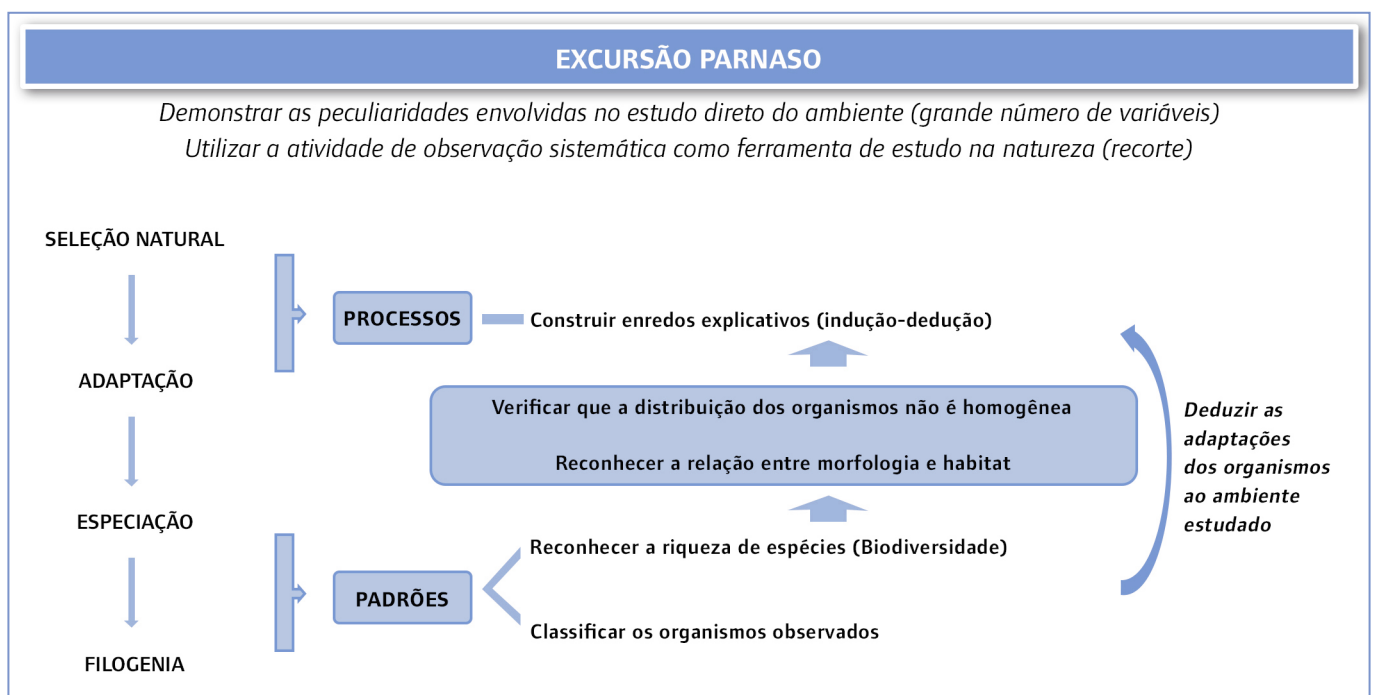 EXCURSÃO PARNASO
Demonstrar as peculiaridades envolvidas no estudo direto do ambiente (grande número de variáveis)
Utilizar a atividade de observação sistemática como ferramenta de estudo na natureza (recorte)
SELEÇÃO NATURAL
ADAPTAÇÃO
ESPECIAÇÃO
FILOGENIA
PROCESSOS
Construir enredos explicativos (indução-dedução)
Verificar que a distribuição dos organismos não é homogênea
Reconhecer a relação entre morfologia e habitat
PADRÕES
Reconhecer a riqueza de espécies (Biodiversidade)
Classificar os organismos observados
Deduzir as
adaptações
dos organismos
ao ambiente
estudado